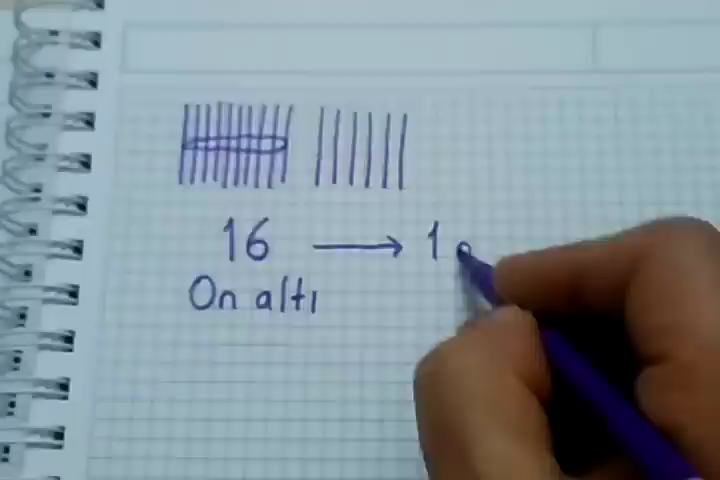 16 → 1 o
On altı